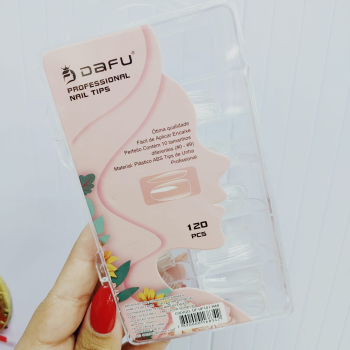 DAFU®
PROFESSIONAL
NAIL TIPS
Ótima qualidade
Fácil de Aplicar Encaixe
Perfeito Contém 10 tamanhos
diferentes (#0 - #9)
Material: Plástico ABS Tips de Unha
Profissional
120
PCS